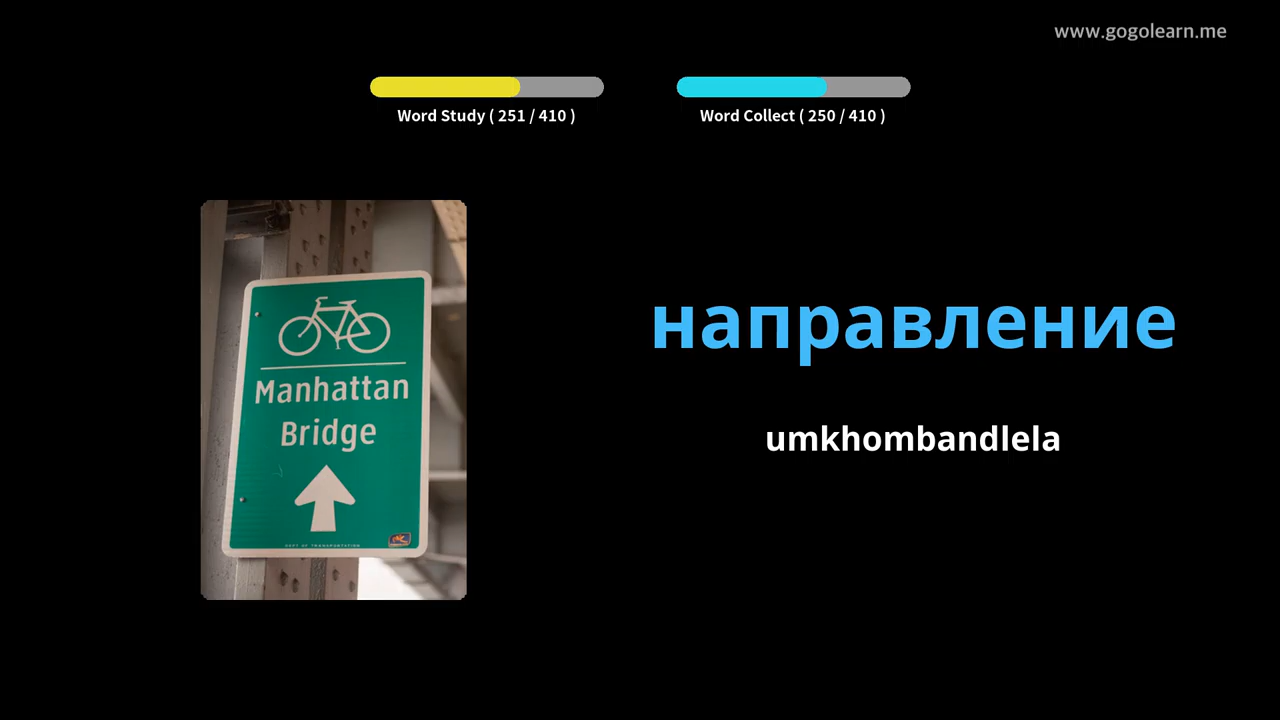 www.gogolearn.me
Word Study ( 251 / 410 )
Word Collect ( 250 / 410 )
Manhattan
Bridge
направление
umkhombandlela